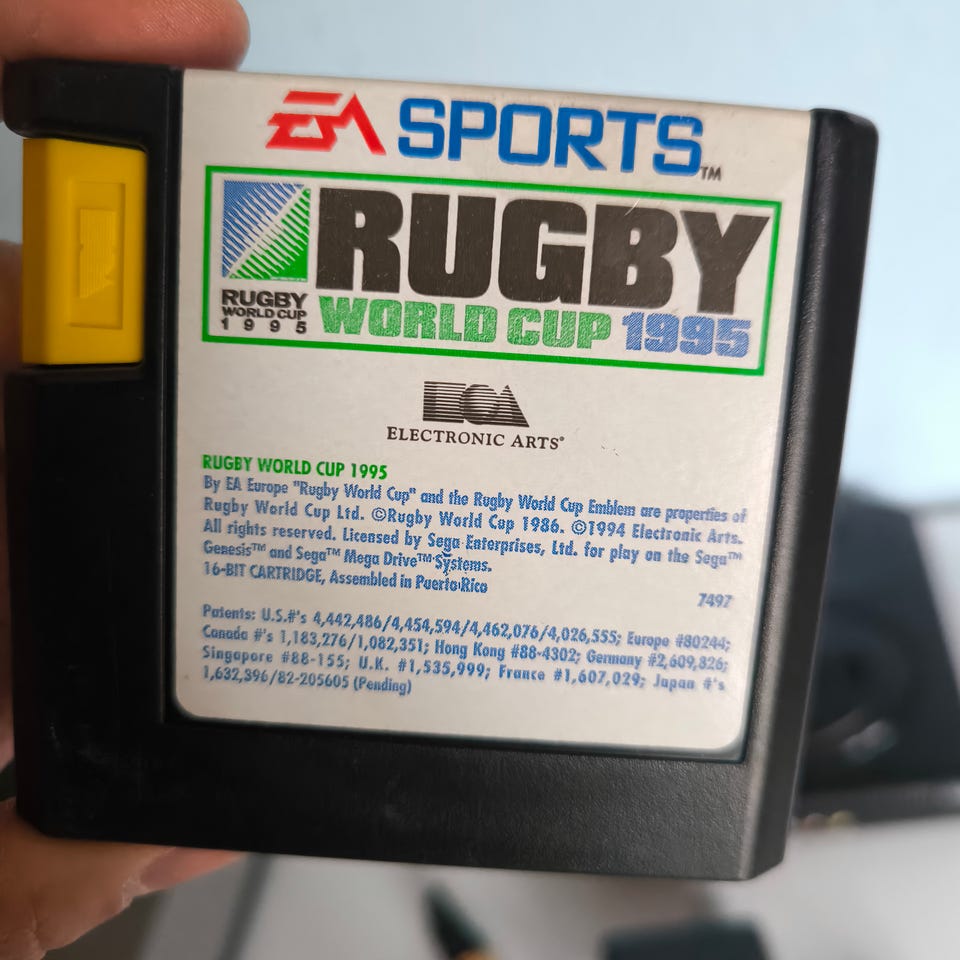 EA SPORTS™
RUGBY
WORLD CUP 1995
RUGBY
WORLD CUP
1995
ECA
ELECTRONIC ARTS®
RUGBY WORLD CUP 1995
By EA Europe "Rugby World Cup" and the Rugby World Cup Emblem are properties of
Rugby World Cup Ltd. ©Rugby World Cup 1986. ©1994 Electronic Arts.
All rights reserved. Licensed by Sega Enterprises, Ltd. for play on the Sega™
Genesis™ and Sega™ Mega Drive™ Systems.
16-BIT CARTRIDGE, Assembled in Puerto Rico
7497
Patents: U.S.#'s 4,442,486/4,454,594/4,462,076/4,026,555; Europe #80244;
Canada #'s 1,183,276/1,082,351; Hong Kong #88-4302; Germany #2,609,826;
Singapore #88-155; U.K. #1,535,999; France #1,607,029; Japan #'s
1,632,396/82-205605 (Pending)